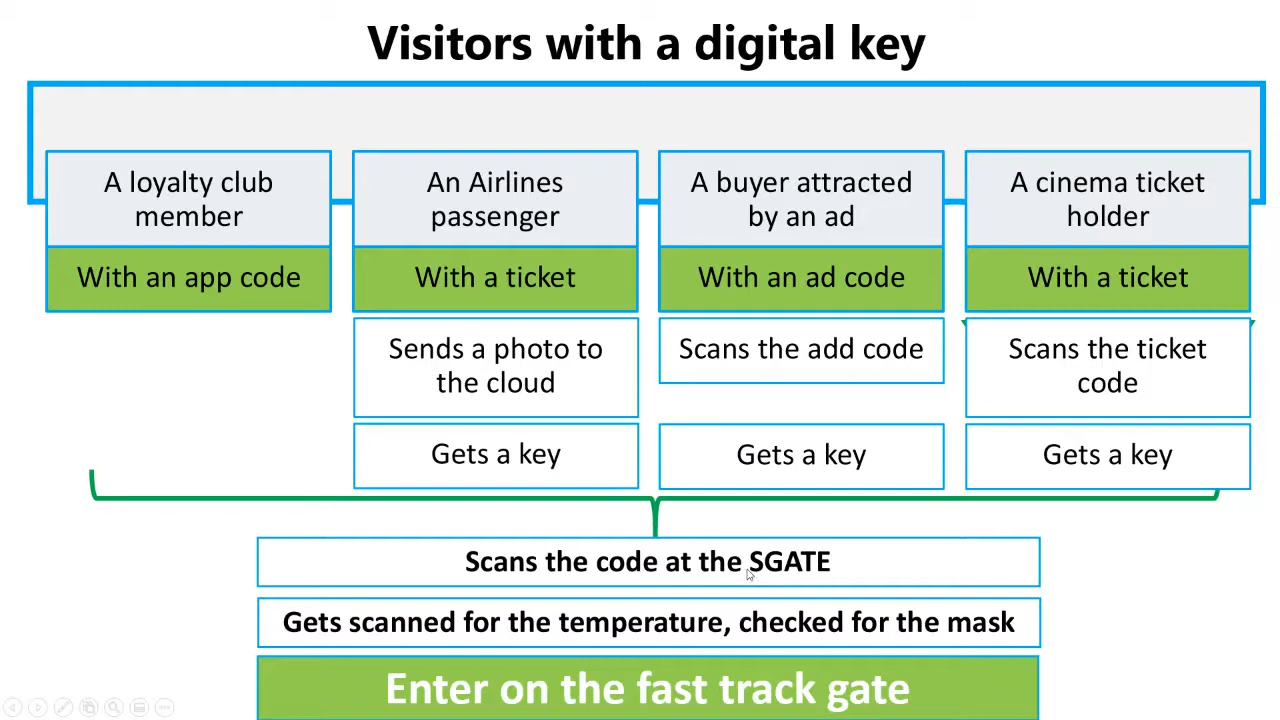 Visitors with a digital key
A loyalty club
member
With an app code
An Airlines
passenger
With a ticket
Sends a photo to
the cloud
Gets a key
A buyer attracted
by an ad
With an ad code
Scans the add code
Gets a key
A cinema ticket
holder
With a ticket
Scans the ticket
code
Gets a key
Scans the code at the SGATE
Gets scanned for the temperature, checked for the mask
Enter on the fast track gate